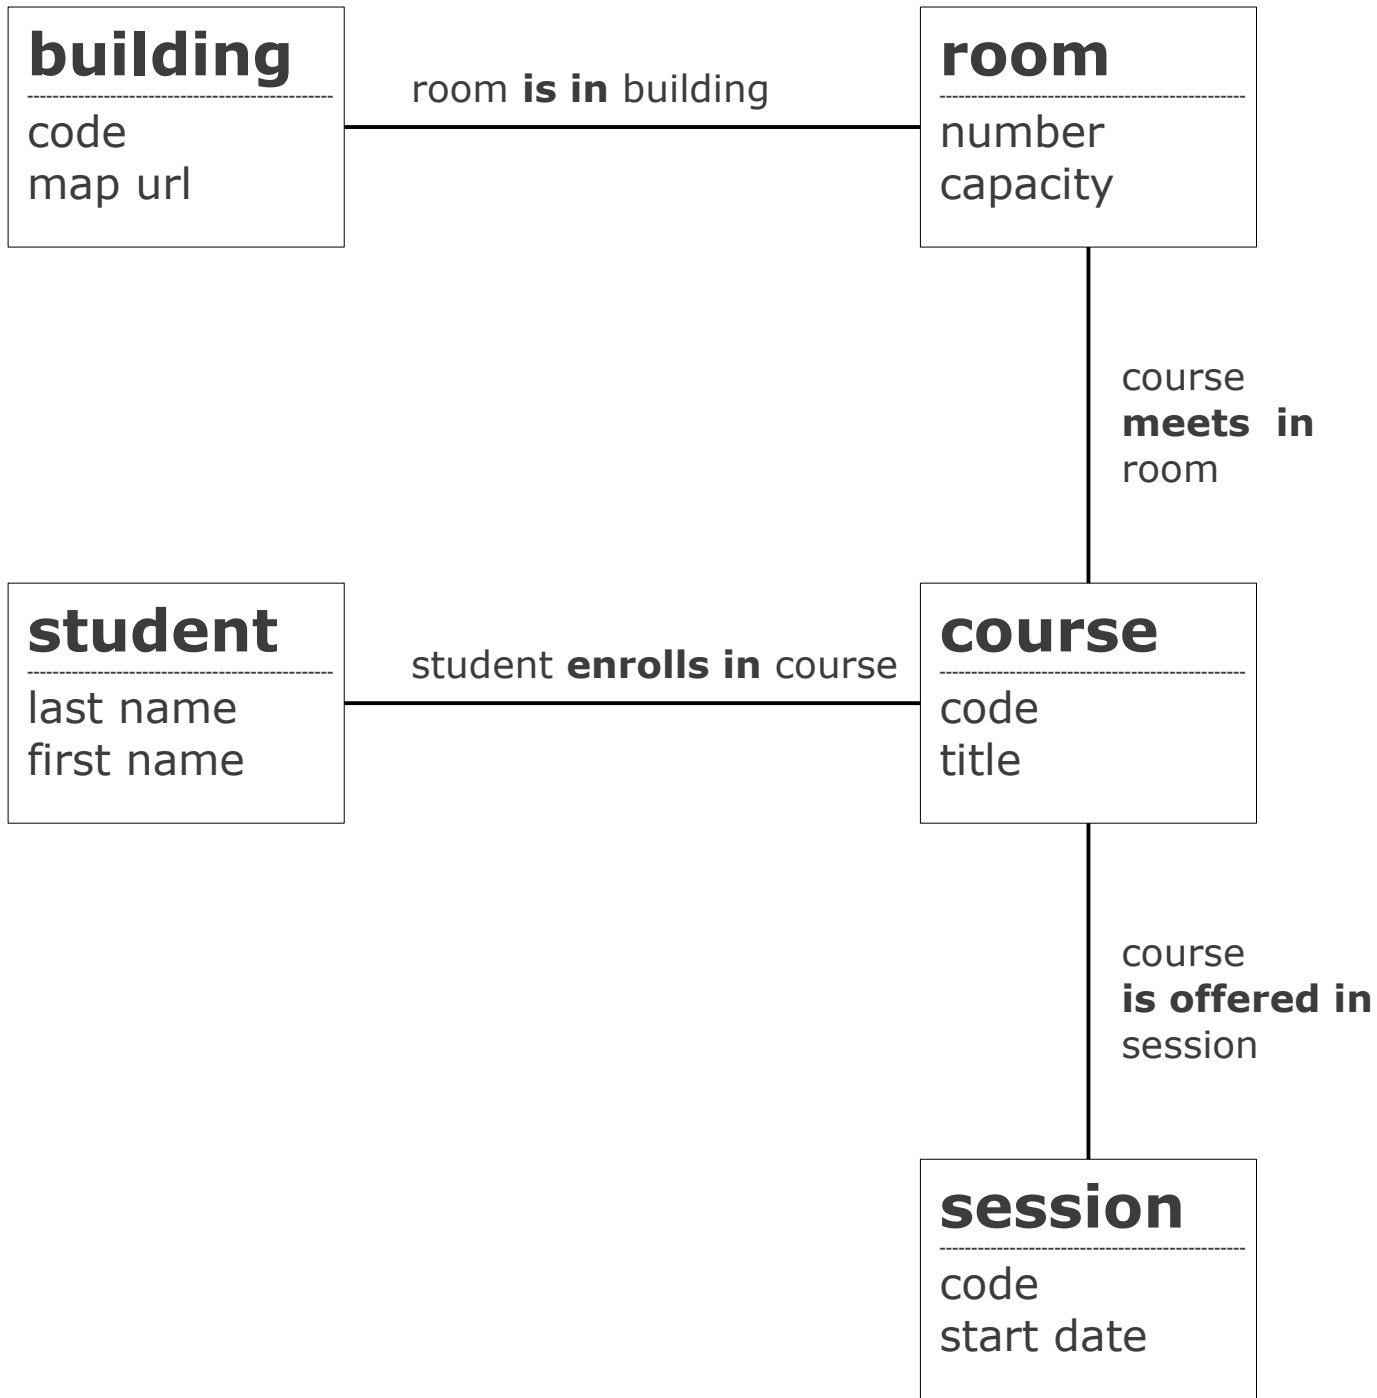 building
code
map url
room is in building
room
number
capacity
course
meets  in
room
student
last name
first name
student enrolls in course
course
code
title
course
is offered in
session
session
code
start date